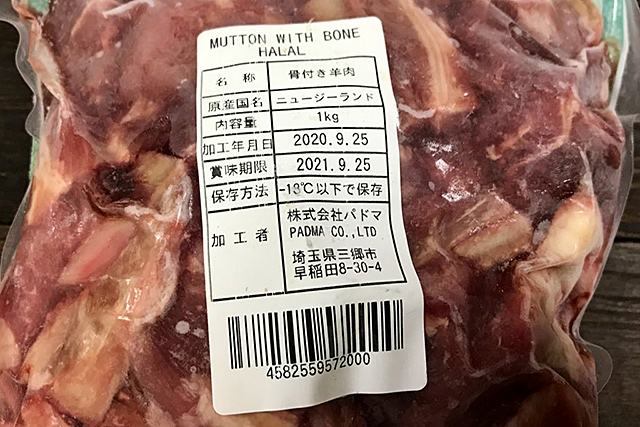 MUTTON WITH BONE
HALAL
名 称 骨付き羊肉
原産国名 ニュージーランド
内容量 1kg
加工年月日 2020.9.25
賞味期限 2021.9.25
保存方法 -18℃以下で保存
加 工 者 株式会社パドマ
PADMA CO.,LTD
埼玉県三郷市
早稲田8-30-4
4582559572000